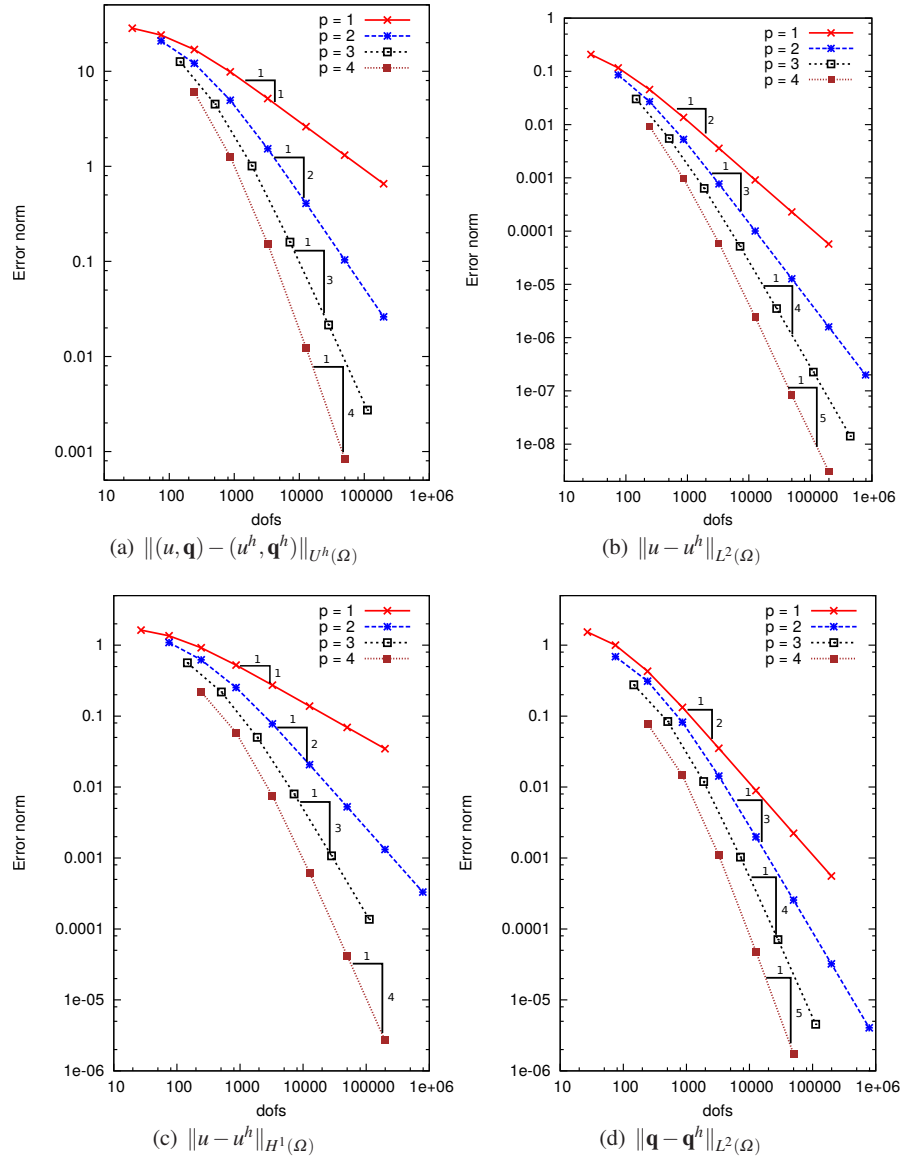 p = 1
p = 2
p = 3
p = 4
10
1
0.1
0.01
0.001
Error norm
1
1
1
2
1
3
1
4
10 100 1000 10000 100000 1e+06
dofs
(a) ‖(u, q) − (u^h, q^h)‖_{U^h(Ω)}
p = 1
p = 2
p = 3
p = 4
1
0.1
0.01
0.001
0.0001
1e-05
1e-06
1e-07
1e-08
Error norm
1
2
1
3
1
4
1
5
10 100 1000 10000 100000 1e+06
dofs
(b) ‖u − u^h‖_{L^2(Ω)}
p = 1
p = 2
p = 3
p = 4
1
0.1
0.01
0.001
0.0001
1e-05
1e-06
Error norm
1
1
1
2
1
3
1
4
10 100 1000 10000 100000 1e+06
dofs
(c) ‖u − u^h‖_{H^1(Ω)}
p = 1
p = 2
p = 3
p = 4
1
0.1
0.01
0.001
0.0001
1e-05
1e-06
Error norm
1
2
1
3
1
4
1
5
10 100 1000 10000 100000 1e+06
dofs
(d) ‖q − q^h‖_{L^2(Ω)}